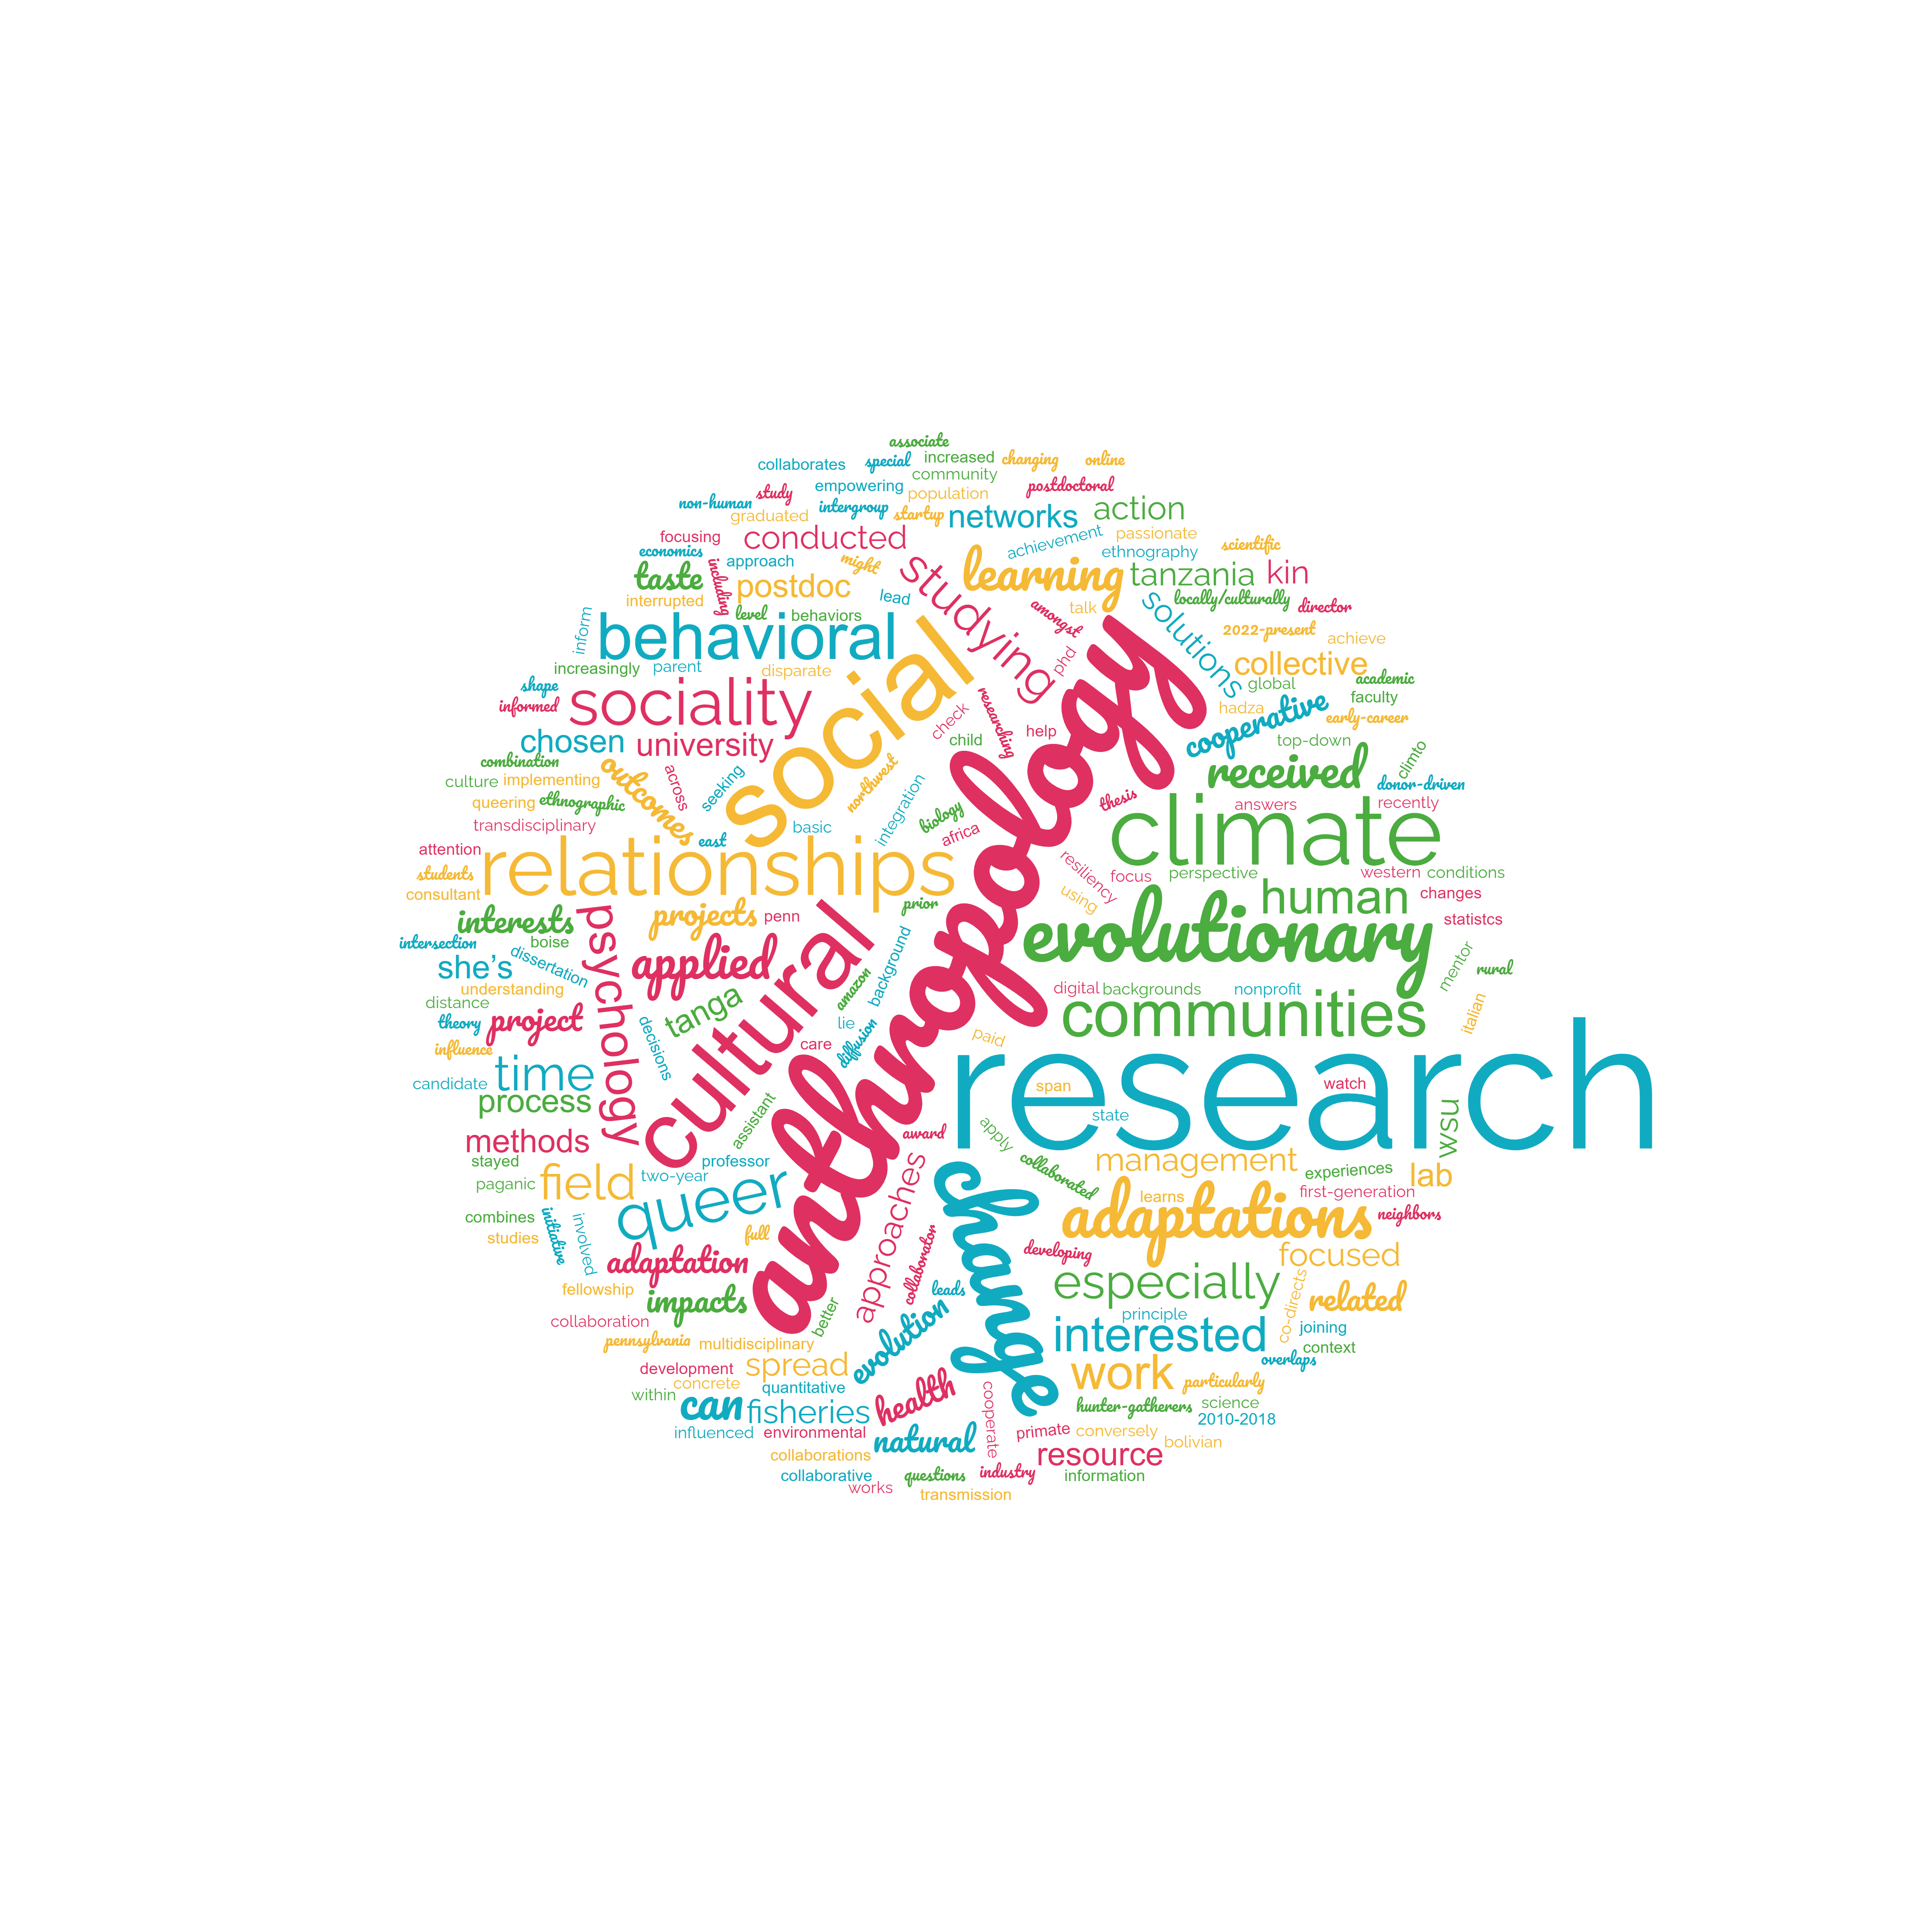 associate
collaborates
special
increased
changing
online
community
non-human
study
empowering
population
postdoctoral
graduated
intergroup
startup
networks
action
focusing
conducted
achievement
passionate
scientific
economics
approach
might
studying
learning
ethnography
taste
including
postdoc
lead
tanzania
kin
interrupted
level
behaviors
amongst
talk
solutions
locally/culturally
director
inform
behavioral
social
phd
2022-present
achieve
increasingly
parent
disparate
anthropology
collective
academic
shape
sociality
researching
global
faculty
informed
check
hadza
cooperative
early-career
chosen
university
child
help
top-down
combination
outcomes
across
seeking
northwest
received
climto
culture
implementing
integration
thesis
donor-driven
queering
ethnographic
biology
climate
answers
recently
transdisciplinary
basic
africa
attention
east
relationships
resiliency
focus
perspective
western
conditions
students
consultant
using
human
changes
interests
psychology
projects
penn
prior
evolutionary
statistcs
intersection
boise
cultural
she's
dissertation
applied
background
mentor
rural
understanding
amazon
digital
backgrounds
nonprofit
distance
tanga
communities
italian
theory
project
decisions
lie
diffusion
paid
influence
care
research
time
candidate
span
watch
process
assistant
state
wsu
methods
award
apply
stayed
professor
approaches
collaborated
management
experiences
lab
paganic
field
two-year
change
learns
first-generation
queer
adaptations
neighbors
combines
initiative
involved
studies
full
collaborator
developing
focused
adaptation
fellowship
impacts
leads
especially
co-directs
related
collaboration
better
evolution
principle
interested
joining
pennsylvania
multidisciplinary
context
development
spread
overlaps
concrete
quantitative
health
work
particularly
within
can
fisheries
cooperate
hunter-gatherers
science
2010-2018
influenced
environmental
natural
primate
conversely
bolivian
collaborations
resource
collaborative
questions
industry
information
works
transmission